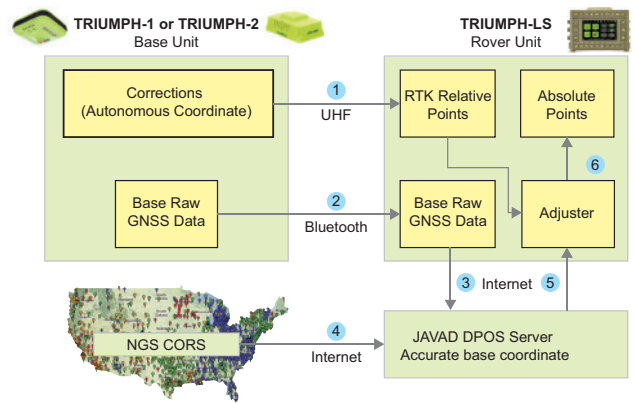 TRIUMPH-1 or TRIUMPH-2
Base Unit
TRIUMPH-LS
Rover Unit
Corrections
(Autonomous Coordinate)
1
UHF
RTK Relative
Points
Absolute
Points
6
Base Raw
GNSS Data
2
Bluetooth
Base Raw
GNSS Data
Adjuster
3 Internet 5
NGS CORS
4
Internet
JAVAD DPOS Server
Accurate base coordinate